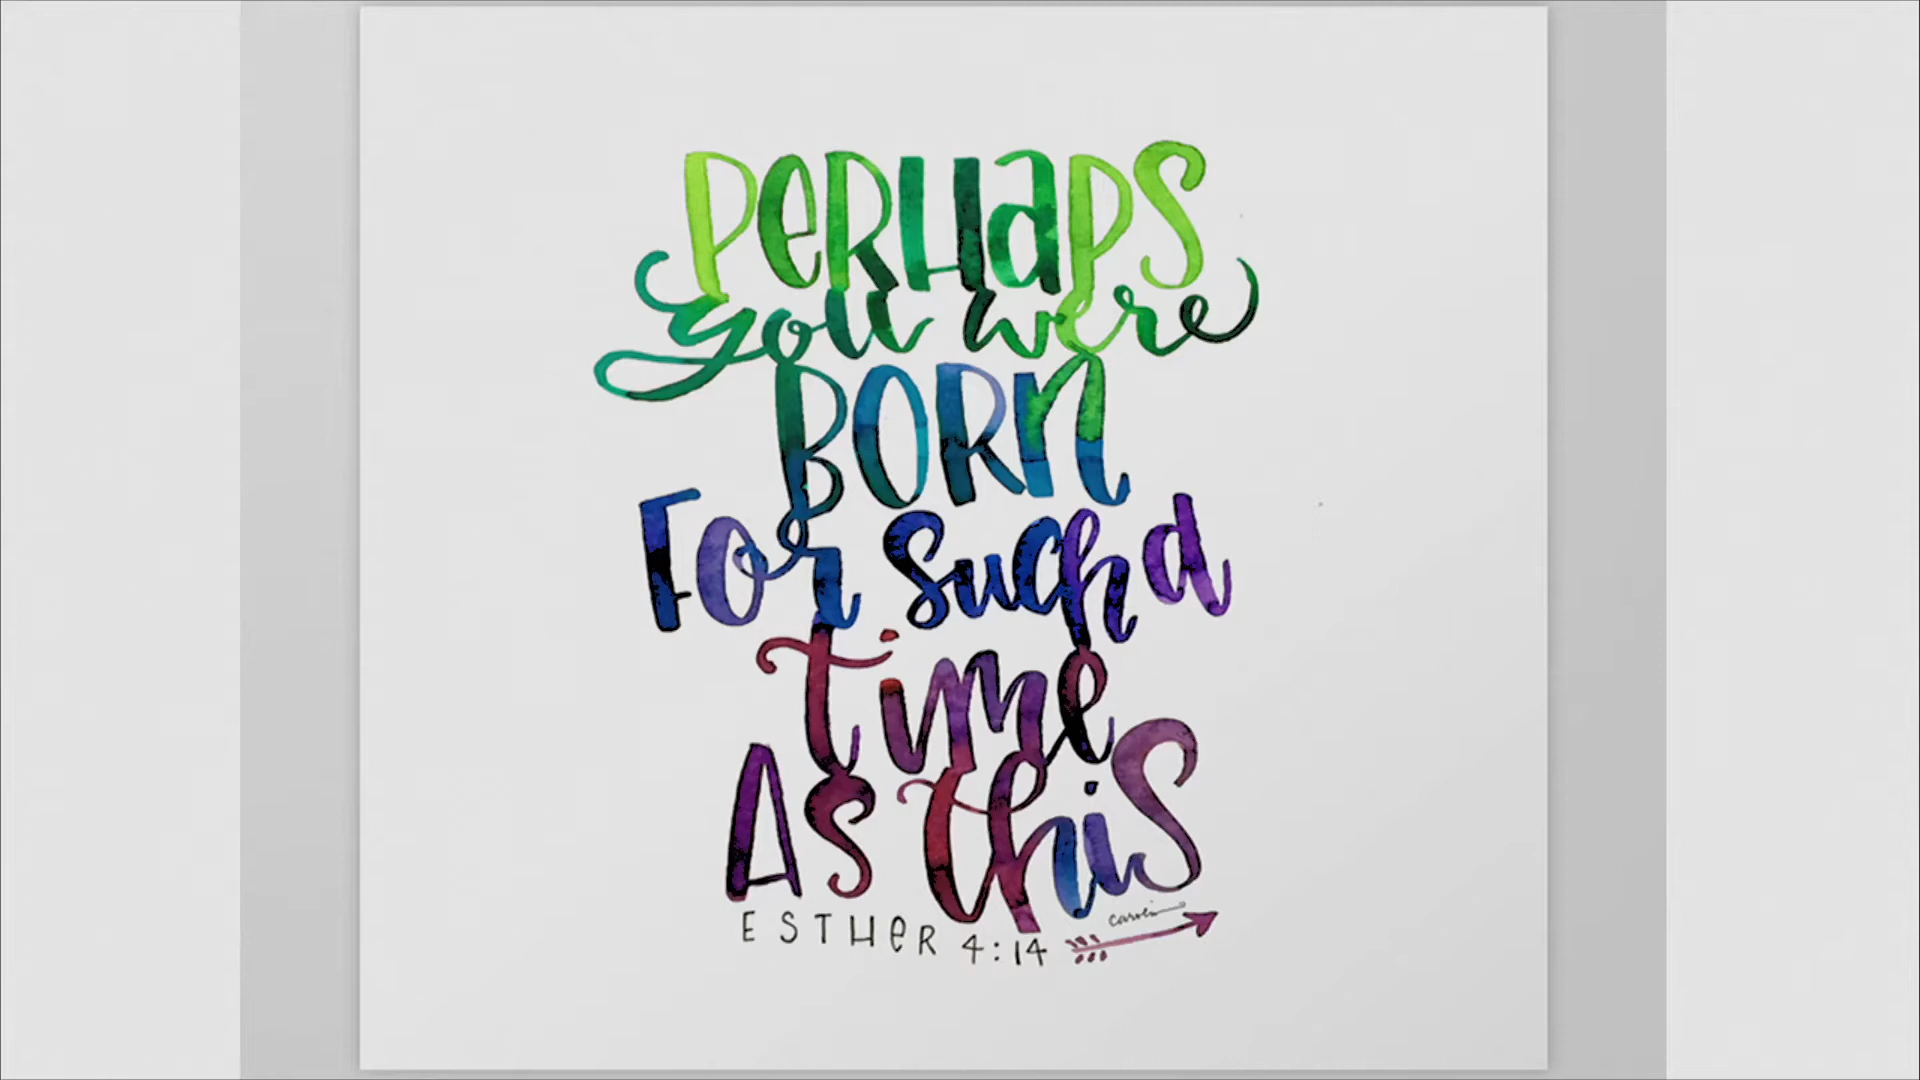 PeRHaPS
you were
BORn
For such a
time
As this
ESTHeR 4:14